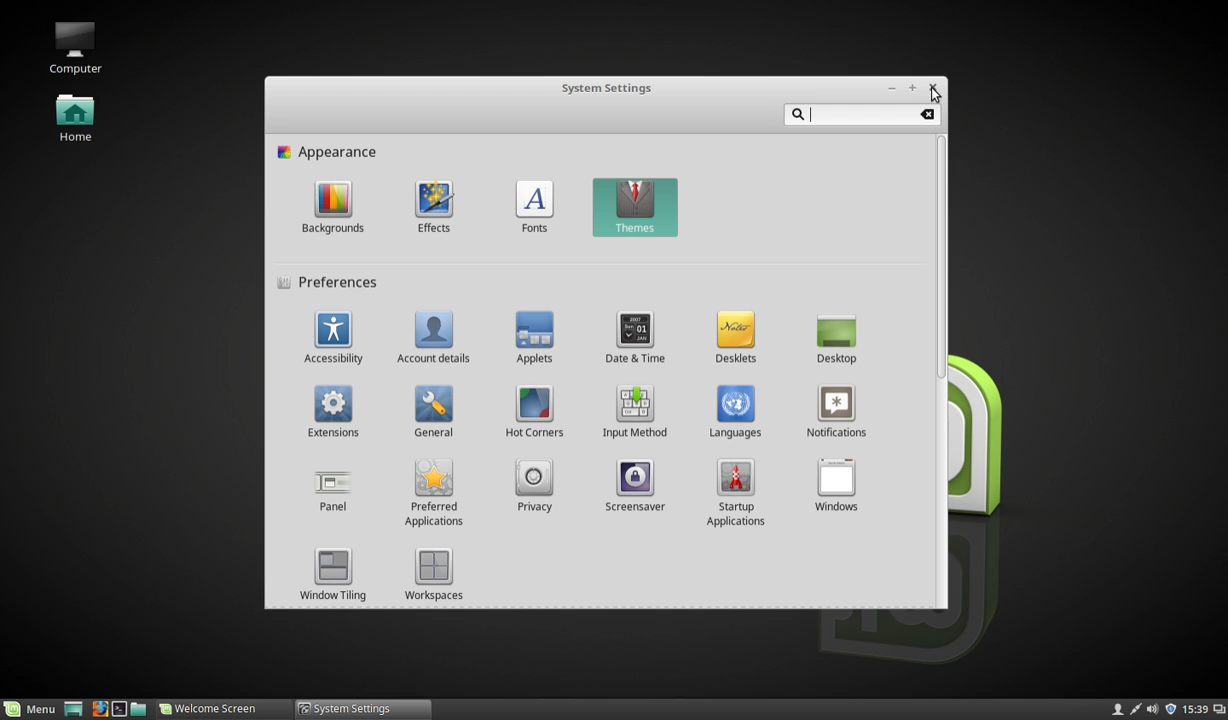 Computer
Home
System Settings
Appearance
Backgrounds
Effects
Fonts
Themes
Preferences
Accessibility
Account details
Applets
Date & Time
Desklets
Desktop
Extensions
General
Hot Corners
Input Method
Languages
Notifications
Panel
Preferred
Applications
Privacy
Screensaver
Startup
Applications
Windows
Window Tiling
Workspaces
Menu
Welcome Screen
System Settings
15:39